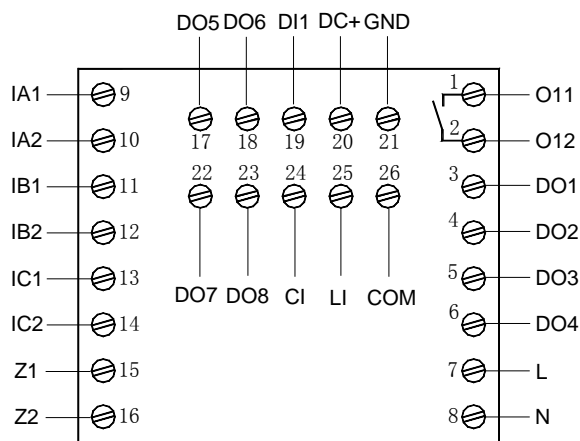 DO5 DO6 DI1 DC+ GND
IA1 9 1 O11
IA2 10 17 18 19 20 21 2 O12
IB1 11 22 23 24 25 26 3 DO1
IB2 12 4 DO2
IC1 13 5 DO3
DO7 DO8 CI LI COM
IC2 14 6 DO4
Z1 15 7 L
Z2 16 8 N